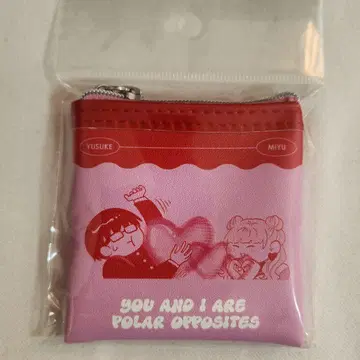 YUSUKE
MIYU
YOU AND I ARE
POLAR OPPOSITES